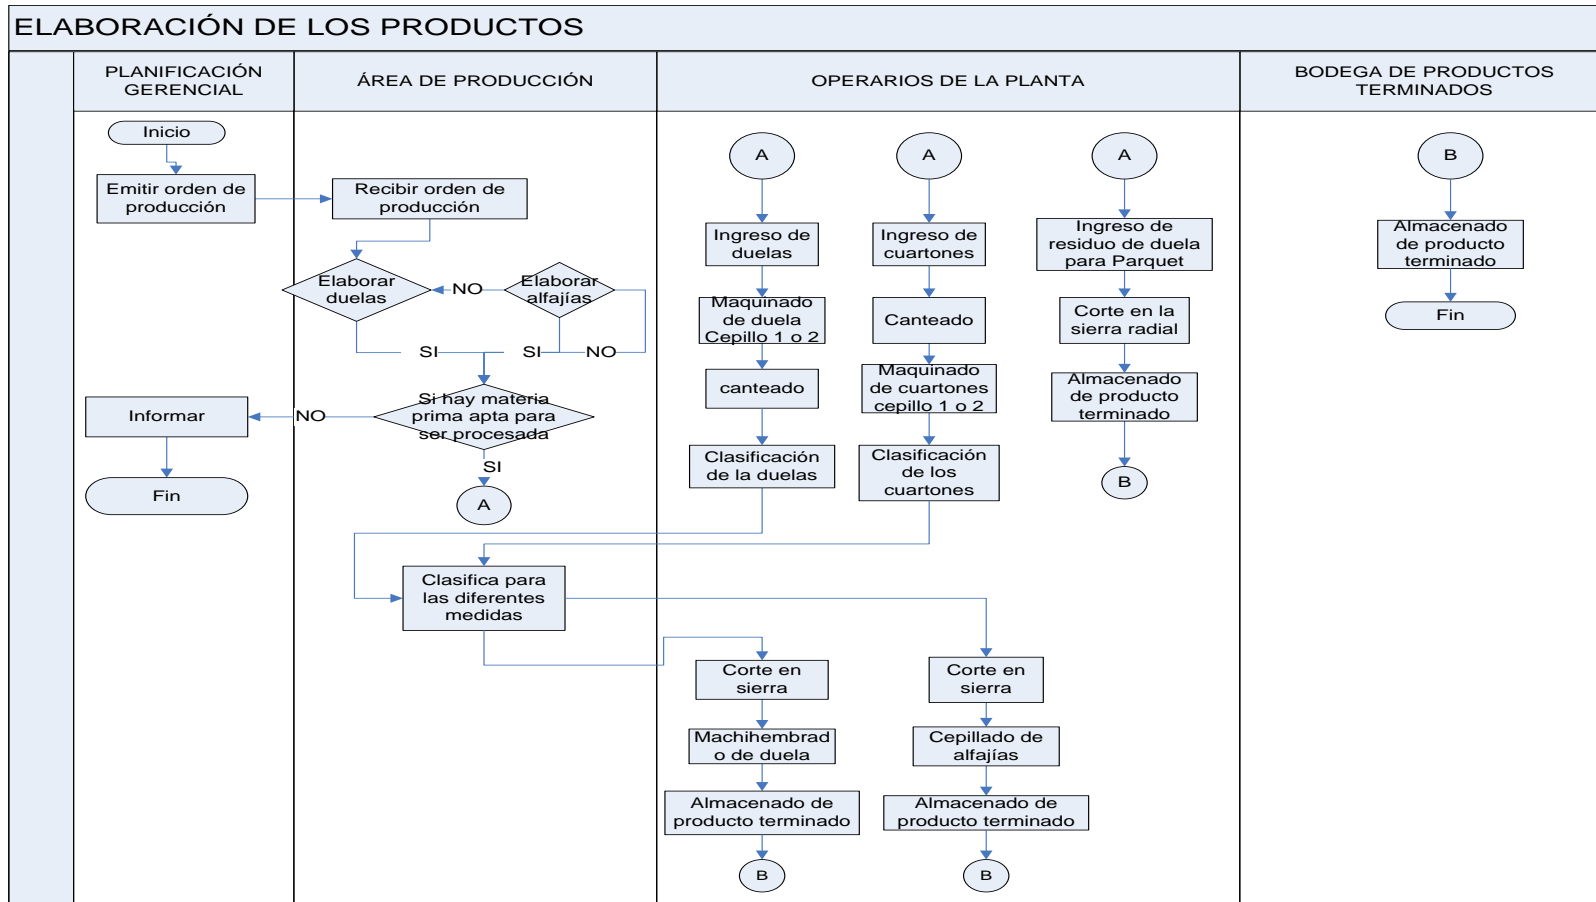 ELABORACIÓN DE LOS PRODUCTOS
PLANIFICACIÓN
GERENCIAL
ÁREA DE PRODUCCIÓN
OPERARIOS DE LA PLANTA
BODEGA DE PRODUCTOS
TERMINADOS
Inicio
Emitir orden de
producción
Informar
Fin
Recibir orden de
producción
Elaborar
duelas
NO
Elaborar
alfajías
SI
SI
NO
Si hay materia
prima apta para
ser procesada
NO
SI
A
Clasifica para
las diferentes
medidas
A
Ingreso de
duelas
Maquinado
de duela
Cepillo 1 o 2
canteado
Clasificación
de la duelas
A
Ingreso de
cuartones
Canteado
Maquinado
de cuartones
cepillo 1 o 2
Clasificación
de los
cuartones
A
Ingreso de
residuo de duela
para Parquet
Corte en la
sierra radial
Almacenado
de producto
terminado
B
Corte en
sierra
Machihembrad
o de duela
Almacenado de
producto terminado
B
Corte en
sierra
Cepillado de
alfajías
Almacenado de
producto terminado
B
B
Almacenado
de producto
terminado
Fin